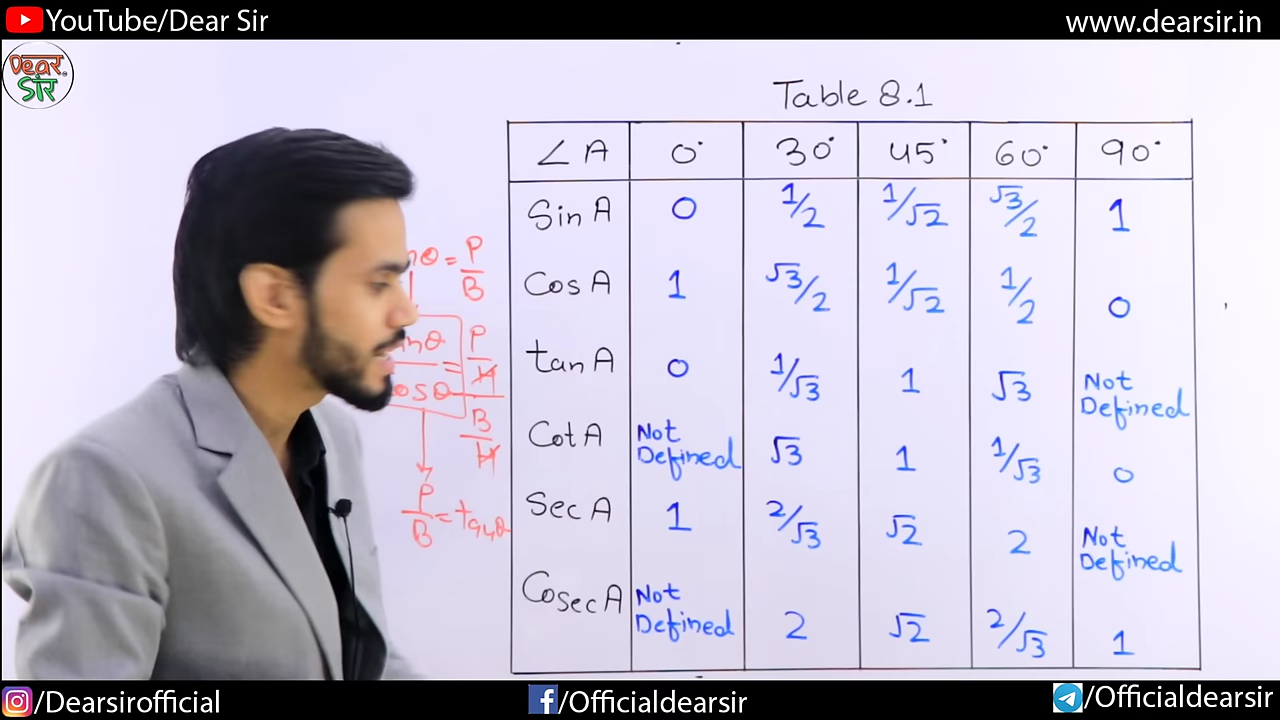 YouTube/Dear Sir
www.dearsir.in
Dear
सर
Table 8.1
∠A 0° 30° 45° 60° 90°
Sin A 0 1/2 1/√2 √3/2 1
Cos A 1 √3/2 1/√2 1/2 0
tan A 0 1/√3 1 √3 Not Defined
Cot A Not Defined √3 1 1/√3 0
Sec A 1 2/√3 √2 2 Not Defined
Cosec A Not Defined 2 √2 2/√3 1
θ = P/B
θ = P/H
θ B/H
P/B = tanθ
/Dearsirofficial
/Officialdearsir
/Officialdearsir